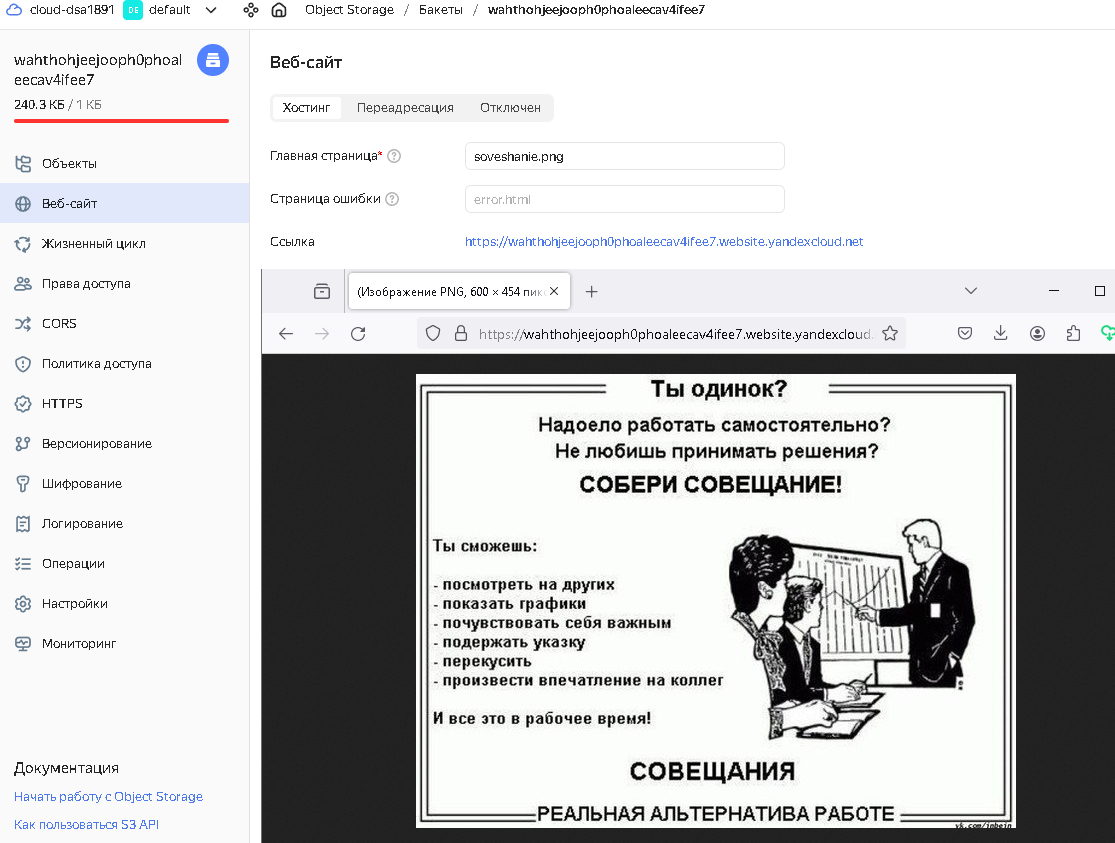 cloud-dsa1891 DE default Object Storage / Бакеты / wahthohjeejooph0phoaleecav4ifee7
wahthohjeejooph0phoal
eecav4ifee7
240.3 КБ / 1 КБ
Объекты
Веб-сайт
Жизненный цикл
Права доступа
CORS
Политика доступа
HTTPS
Версионирование
Шифрование
Логирование
Операции
Настройки
Мониторинг
Документация
Начать работу с Object Storage
Как пользоваться S3 API
Веб-сайт
Хостинг Переадресация Отключен
Главная страница* soveshanie.png
Страница ошибки error.html
Ссылка https://wahthohjeejooph0phoaleecav4ifee7.website.yandexcloud.net
(Изображение PNG, 600 × 454 пикс
https://wahthohjeejooph0phoaleecav4ifee7.website.yandexcloud.
Ты одинок?
Надоело работать самостоятельно?
Не любишь принимать решения?
СОБЕРИ СОВЕЩАНИЕ!
Ты сможешь:
- посмотреть на других
- показать графики
- почувствовать себя важным
- подержать указку
- перекусить
- произвести впечатление на коллег
И все это в рабочее время!
СОВЕЩАНИЯ
РЕАЛЬНАЯ АЛЬТЕРНАТИВА РАБОТЕ